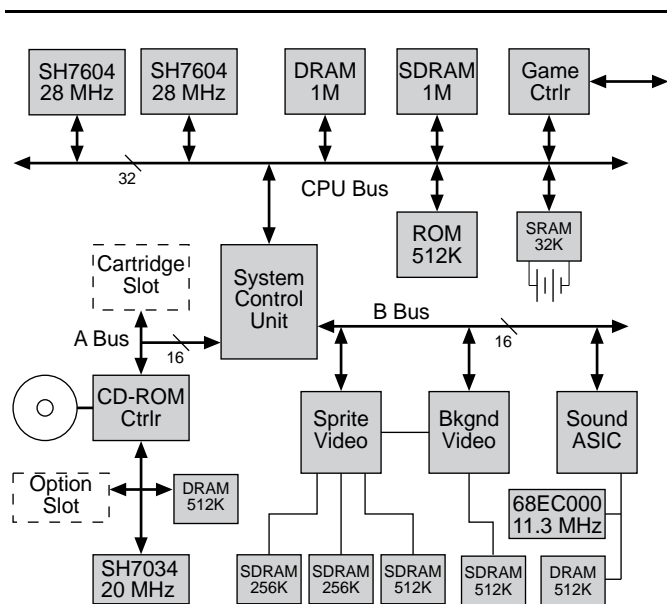 SH7604
28 MHz
SH7604
28 MHz
DRAM
1M
SDRAM
1M
Game
Ctrlr
32
CPU Bus
ROM
512K
SRAM
32K
Cartridge
Slot
System
Control
Unit
A Bus
16
B Bus
16
CD-ROM
Ctrlr
Sprite
Video
Bkgnd
Video
Sound
ASIC
Option
Slot
DRAM
512K
68EC000
11.3 MHz
SH7034
20 MHz
SDRAM
256K
SDRAM
256K
SDRAM
512K
SDRAM
512K
DRAM
512K